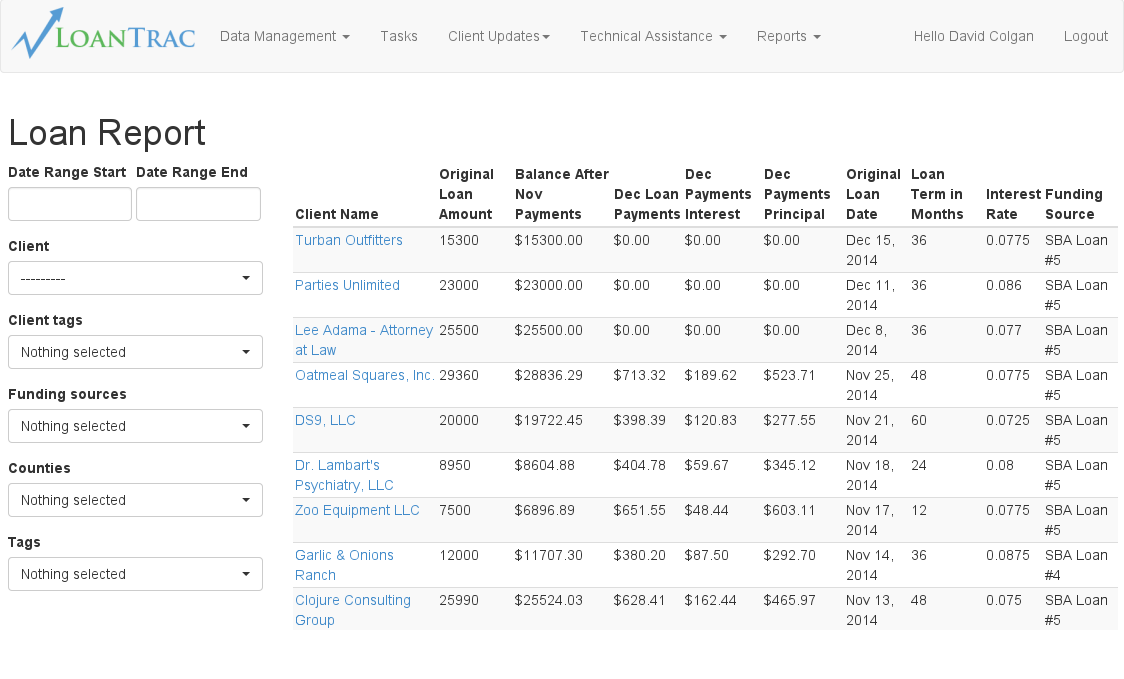 LOANTRAC
Data Management Tasks Client Updates Technical Assistance Reports Hello David Colgan Logout
Loan Report
Date Range Start Date Range End
Client
---------
Client tags
Nothing selected
Funding sources
Nothing selected
Counties
Nothing selected
Tags
Nothing selected
Original Balance After Dec Dec Original Loan
Loan Nov Dec Loan Payments Payments Loan Term in Interest Funding
Client Name Amount Payments Payments Interest Principal Date Months Rate Source
Turban Outfitters 15300 $15300.00 $0.00 $0.00 $0.00 Dec 15, 36 0.0775 SBA Loan
2014 #5
Parties Unlimited 23000 $23000.00 $0.00 $0.00 $0.00 Dec 11, 36 0.086 SBA Loan
2014 #5
Lee Adama - Attorney 25500 $25500.00 $0.00 $0.00 $0.00 Dec 8, 36 0.077 SBA Loan
at Law 2014 #5
Oatmeal Squares, Inc. 29360 $28836.29 $713.32 $189.62 $523.71 Nov 25, 48 0.0775 SBA Loan
2014 #5
DS9, LLC 20000 $19722.45 $398.39 $120.83 $277.55 Nov 21, 60 0.0725 SBA Loan
2014 #5
Dr. Lambart's 8950 $8604.88 $404.78 $59.67 $345.12 Nov 18, 24 0.08 SBA Loan
Psychiatry, LLC 2014 #5
Zoo Equipment LLC 7500 $6896.89 $651.55 $48.44 $603.11 Nov 17, 12 0.0775 SBA Loan
2014 #5
Garlic & Onions 12000 $11707.30 $380.20 $87.50 $292.70 Nov 14, 36 0.0875 SBA Loan
Ranch 2014 #4
Clojure Consulting 25990 $25524.03 $628.41 $162.44 $465.97 Nov 13, 48 0.075 SBA Loan
Group 2014 #5